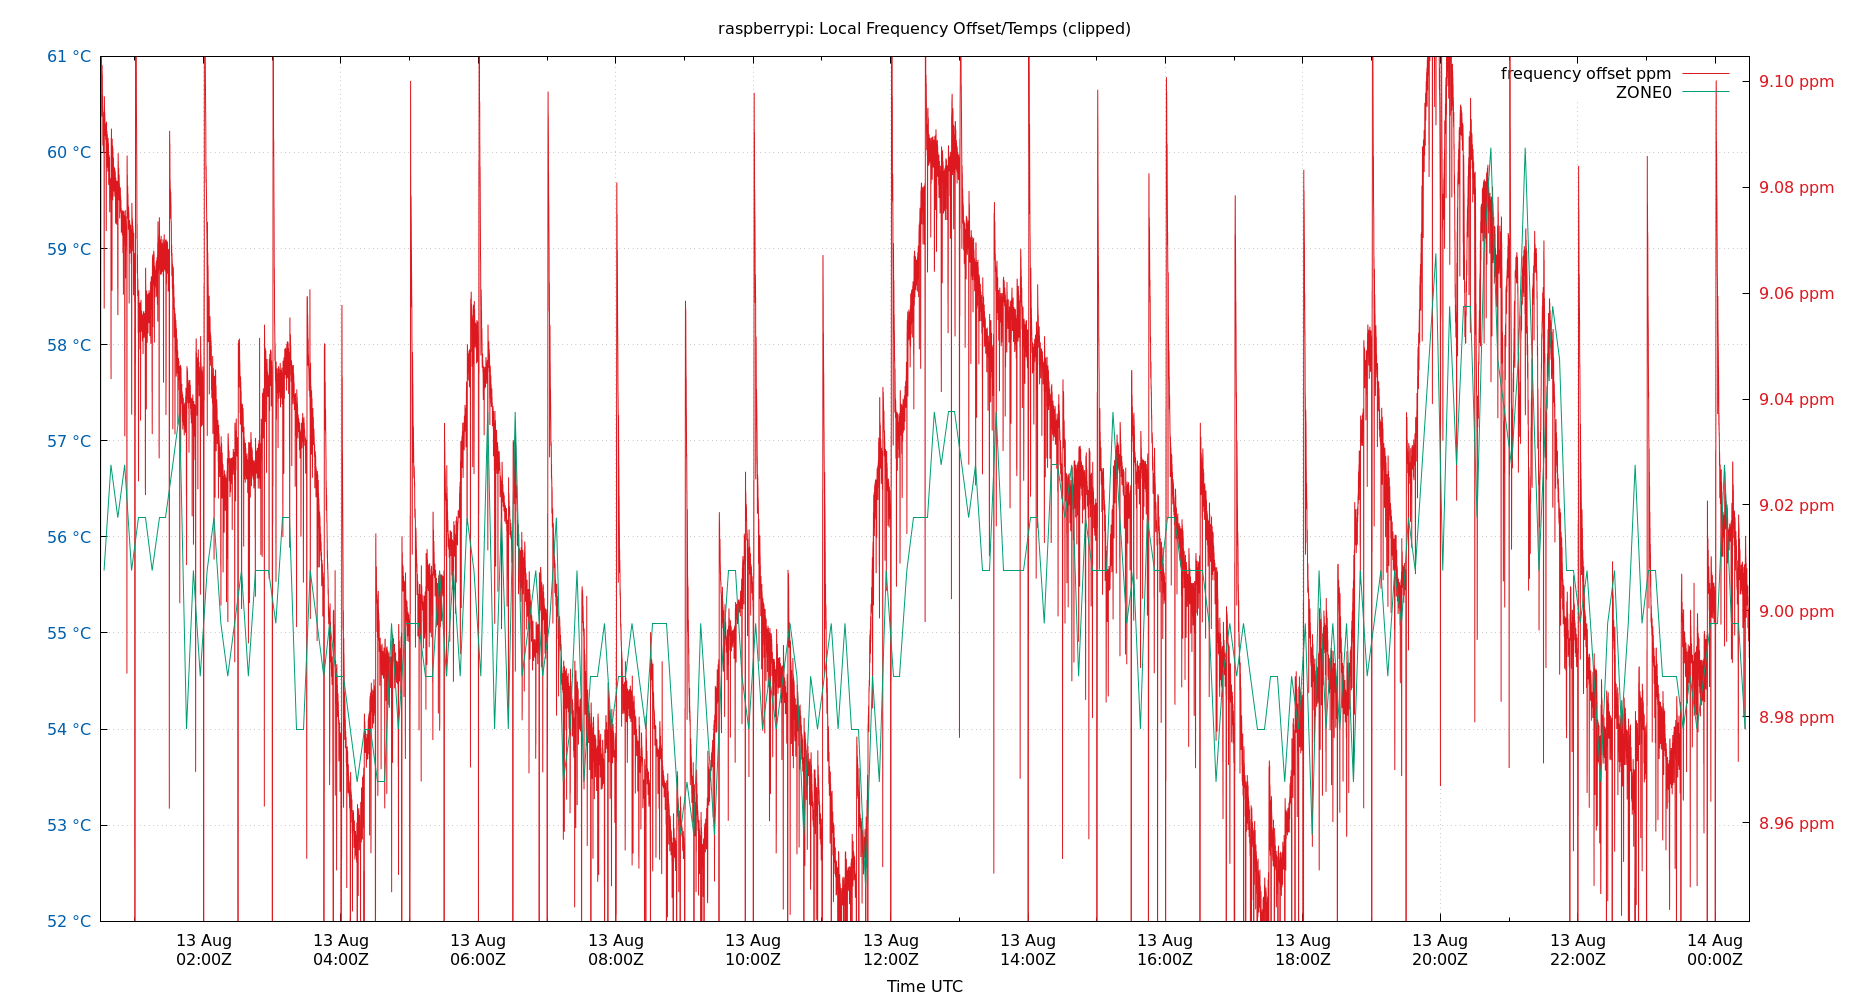 raspberrypi: Local Frequency Offset/Temps (clipped)
frequency offset ppm
ZONE0
61 °C
60 °C
59 °C
58 °C
57 °C
56 °C
55 °C
54 °C
53 °C
52 °C
9.10 ppm
9.08 ppm
9.06 ppm
9.04 ppm
9.02 ppm
9.00 ppm
8.98 ppm
8.96 ppm
13 Aug
02:00Z
13 Aug
04:00Z
13 Aug
06:00Z
13 Aug
08:00Z
13 Aug
10:00Z
13 Aug
12:00Z
13 Aug
14:00Z
13 Aug
16:00Z
13 Aug
18:00Z
13 Aug
20:00Z
13 Aug
22:00Z
14 Aug
00:00Z
Time UTC